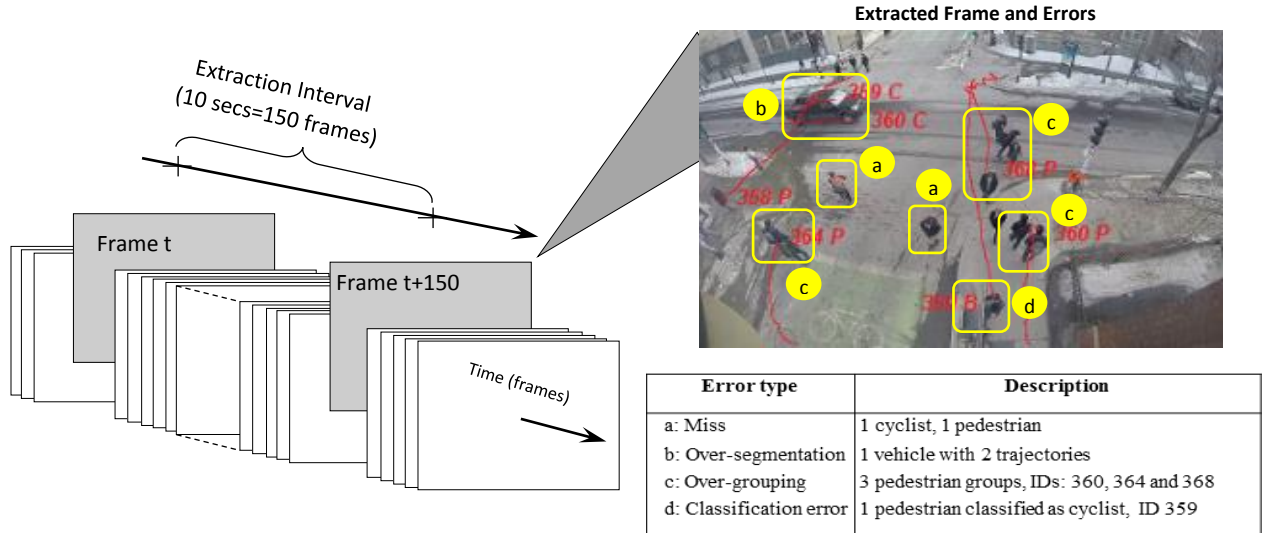 Extracted Frame and Errors
Extraction Interval
(10 secs=150 frames)
Frame t
Frame t+150
Time (frames)
b
369 C
360 C
c
a
a
368 P
368 P
c
364 P
360 P
c
B
d
Error type Description
a: Miss 1 cyclist, 1 pedestrian
b: Over-segmentation 1 vehicle with 2 trajectories
c: Over-grouping 3 pedestrian groups, IDs: 360, 364 and 368
d: Classification error 1 pedestrian classified as cyclist, ID 359